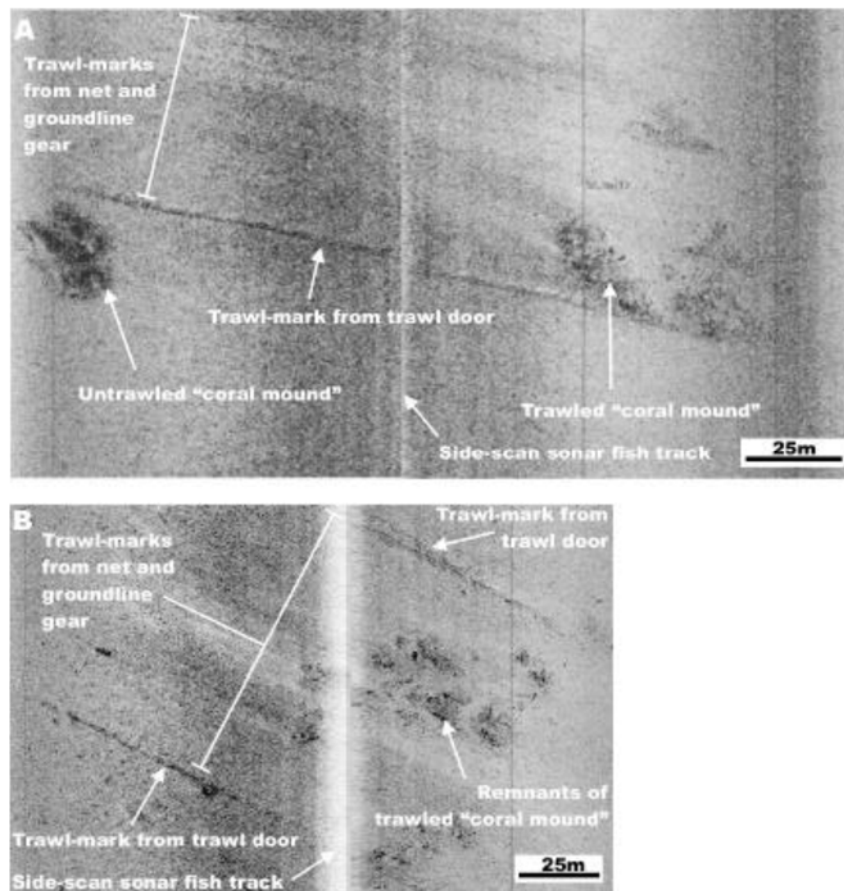 A
Trawl-marks
from net and
groundline
gear
Trawl-mark from trawl door
Untrawled “coral mound”
Trawled “coral mound”
Side-scan sonar fish track
25m
B
Trawl-marks
from net and
groundline
gear
Trawl-mark from
trawl door
Remnants of
trawled “coral mound”
Trawl-mark from trawl door
Side-scan sonar fish track
25m